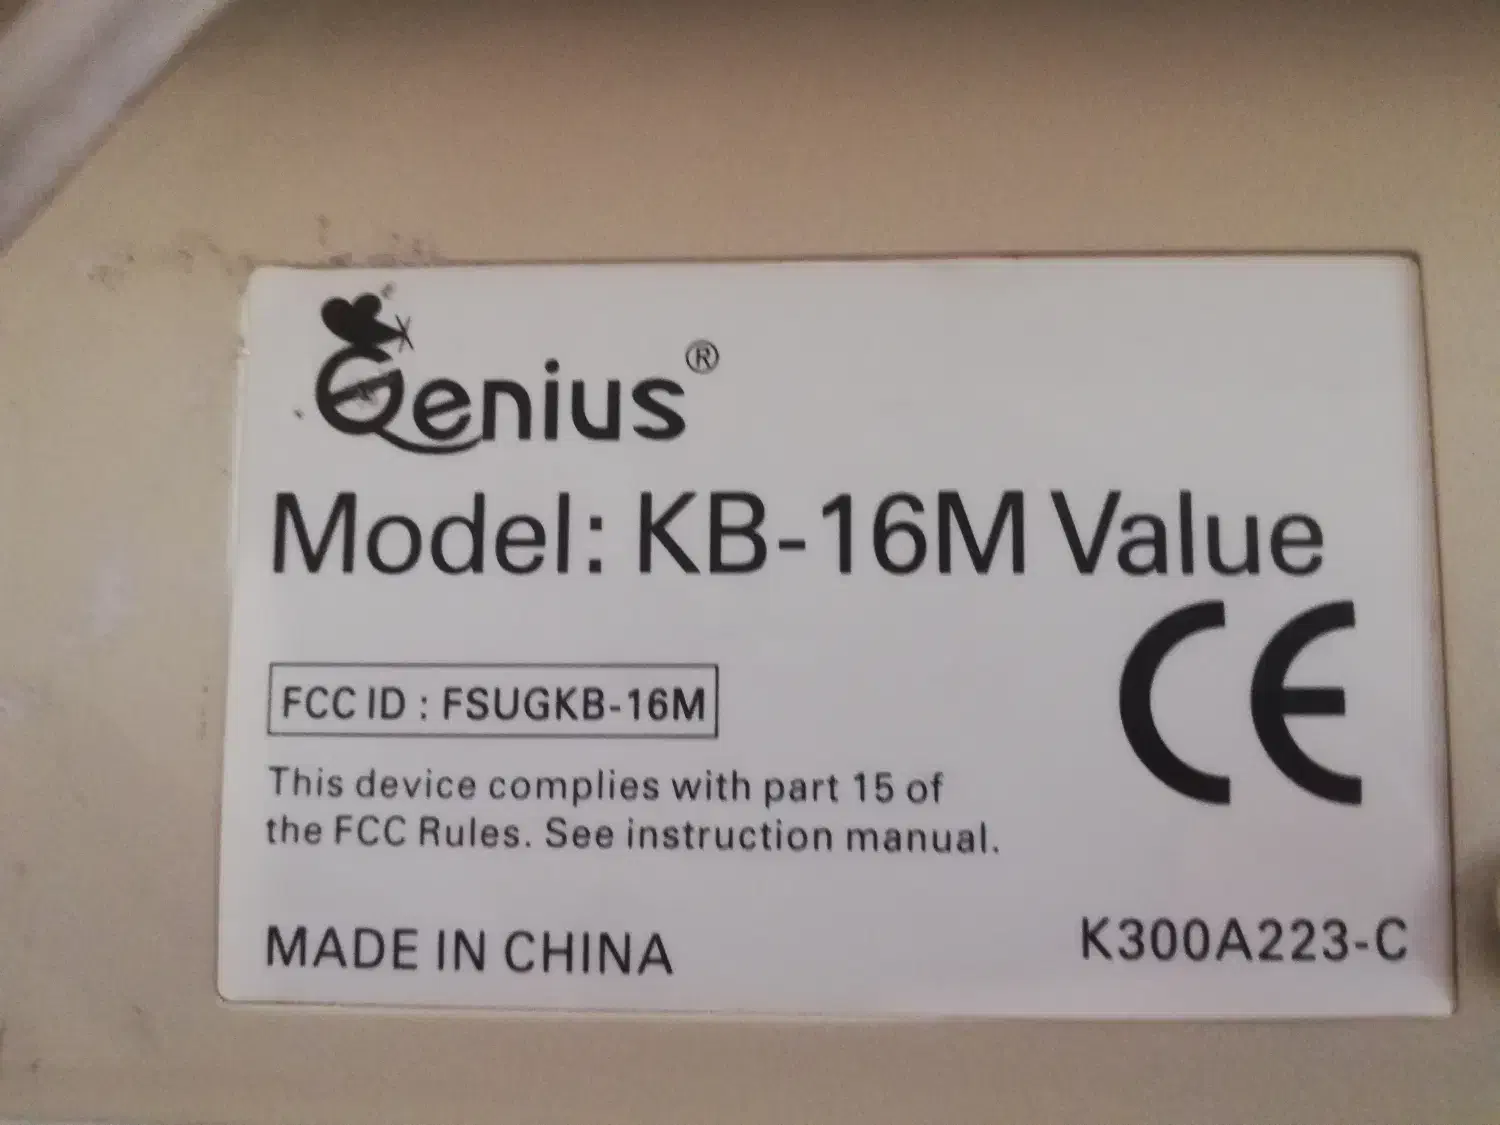 Genius®
Model: KB-16M Value
CE
FCC ID : FSUGKB-16M
This device complies with part 15 of
the FCC Rules. See instruction manual.
MADE IN CHINA
K300A223-C